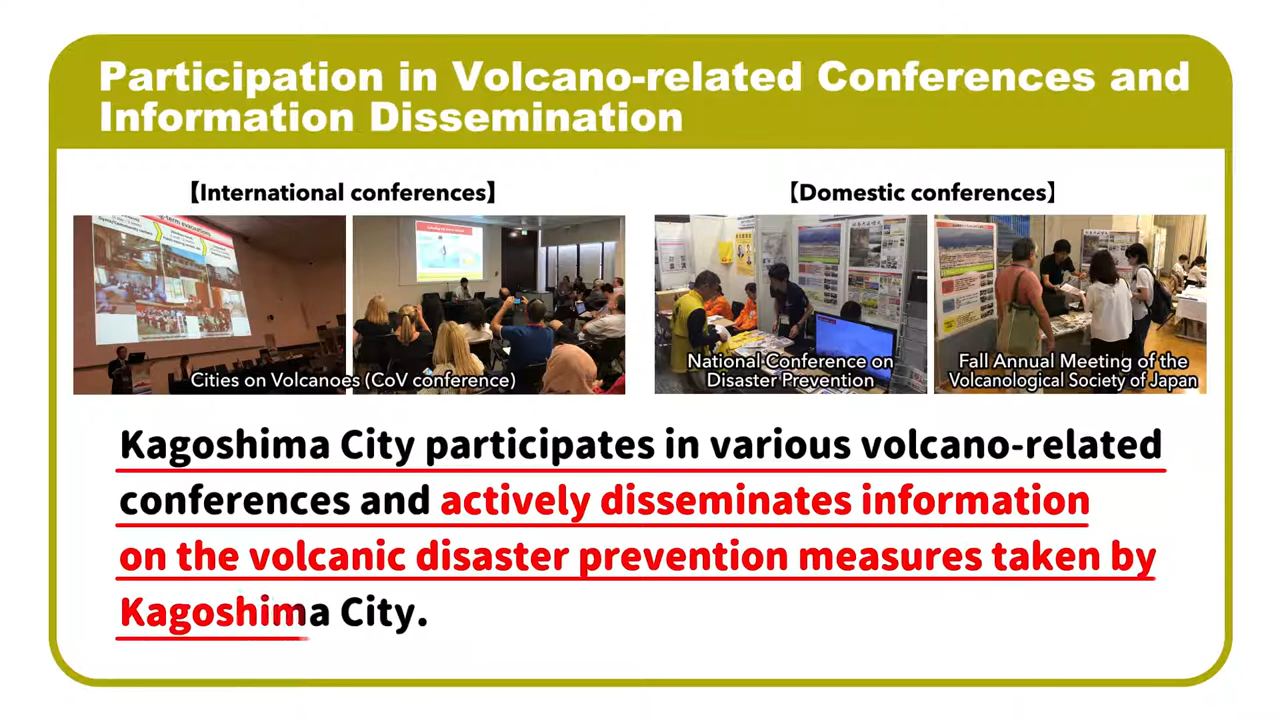 Participation in Volcano-related Conferences and
Information Dissemination
【International conferences】
【Domestic conferences】
Cities on Volcanoes (CoV conference)
National Conference on
Disaster Prevention
Fall Annual Meeting of the
Volcanological Society of Japan
Kagoshima City participates in various volcano-related
conferences and actively disseminates information
on the volcanic disaster prevention measures taken by
Kagoshima City.